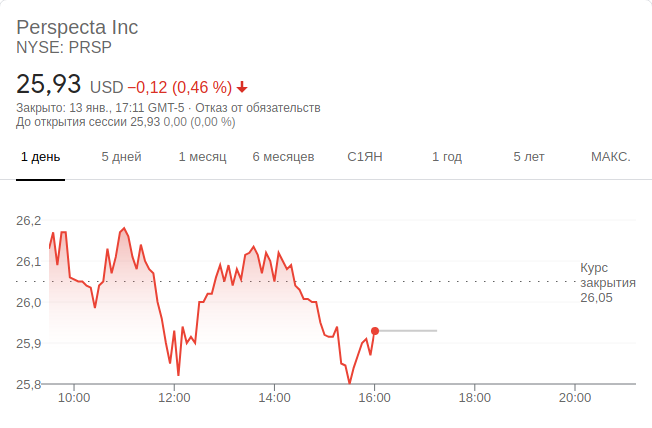 Perspecta Inc
NYSE: PRSP
25,93 USD −0,12 (0,46 %)
Закрыто: 13 янв., 17:11 GMT-5 · Отказ от обязательств
До открытия сессии 25,93 0,00 (0,00 %)
1 день 5 дней 1 месяц 6 месяцев С1ЯН 1 год 5 лет МАКС.
26,2
26,1
Курс
закрытия
26,05
26,0
25,9
25,8
10:00 12:00 14:00 16:00 18:00 20:00